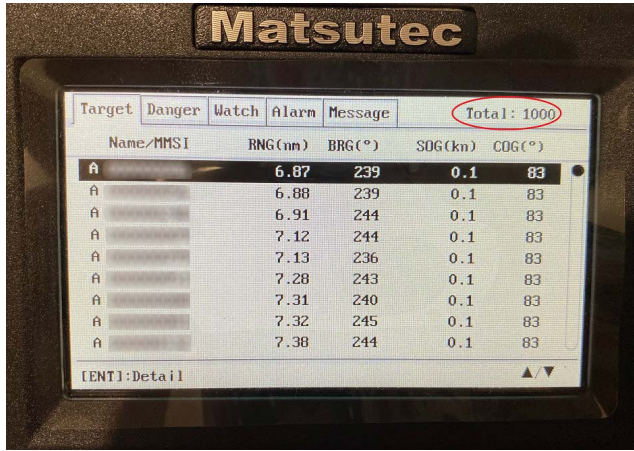 Matsutec
Target Danger Watch Alarm Message Total: 1000
Name/MMSI RNG(nm) BRG(°) SOG(kn) COG(°)
A 6.87 239 0.1 83
A 6.88 239 0.1 83
A 6.91 244 0.1 83
A 7.12 244 0.1 83
A 7.13 236 0.1 83
A 7.28 243 0.1 83
A 7.31 240 0.1 83
A 7.32 245 0.1 83
A 7.38 244 0.1 83
[ENT]:Detail ▲/▼